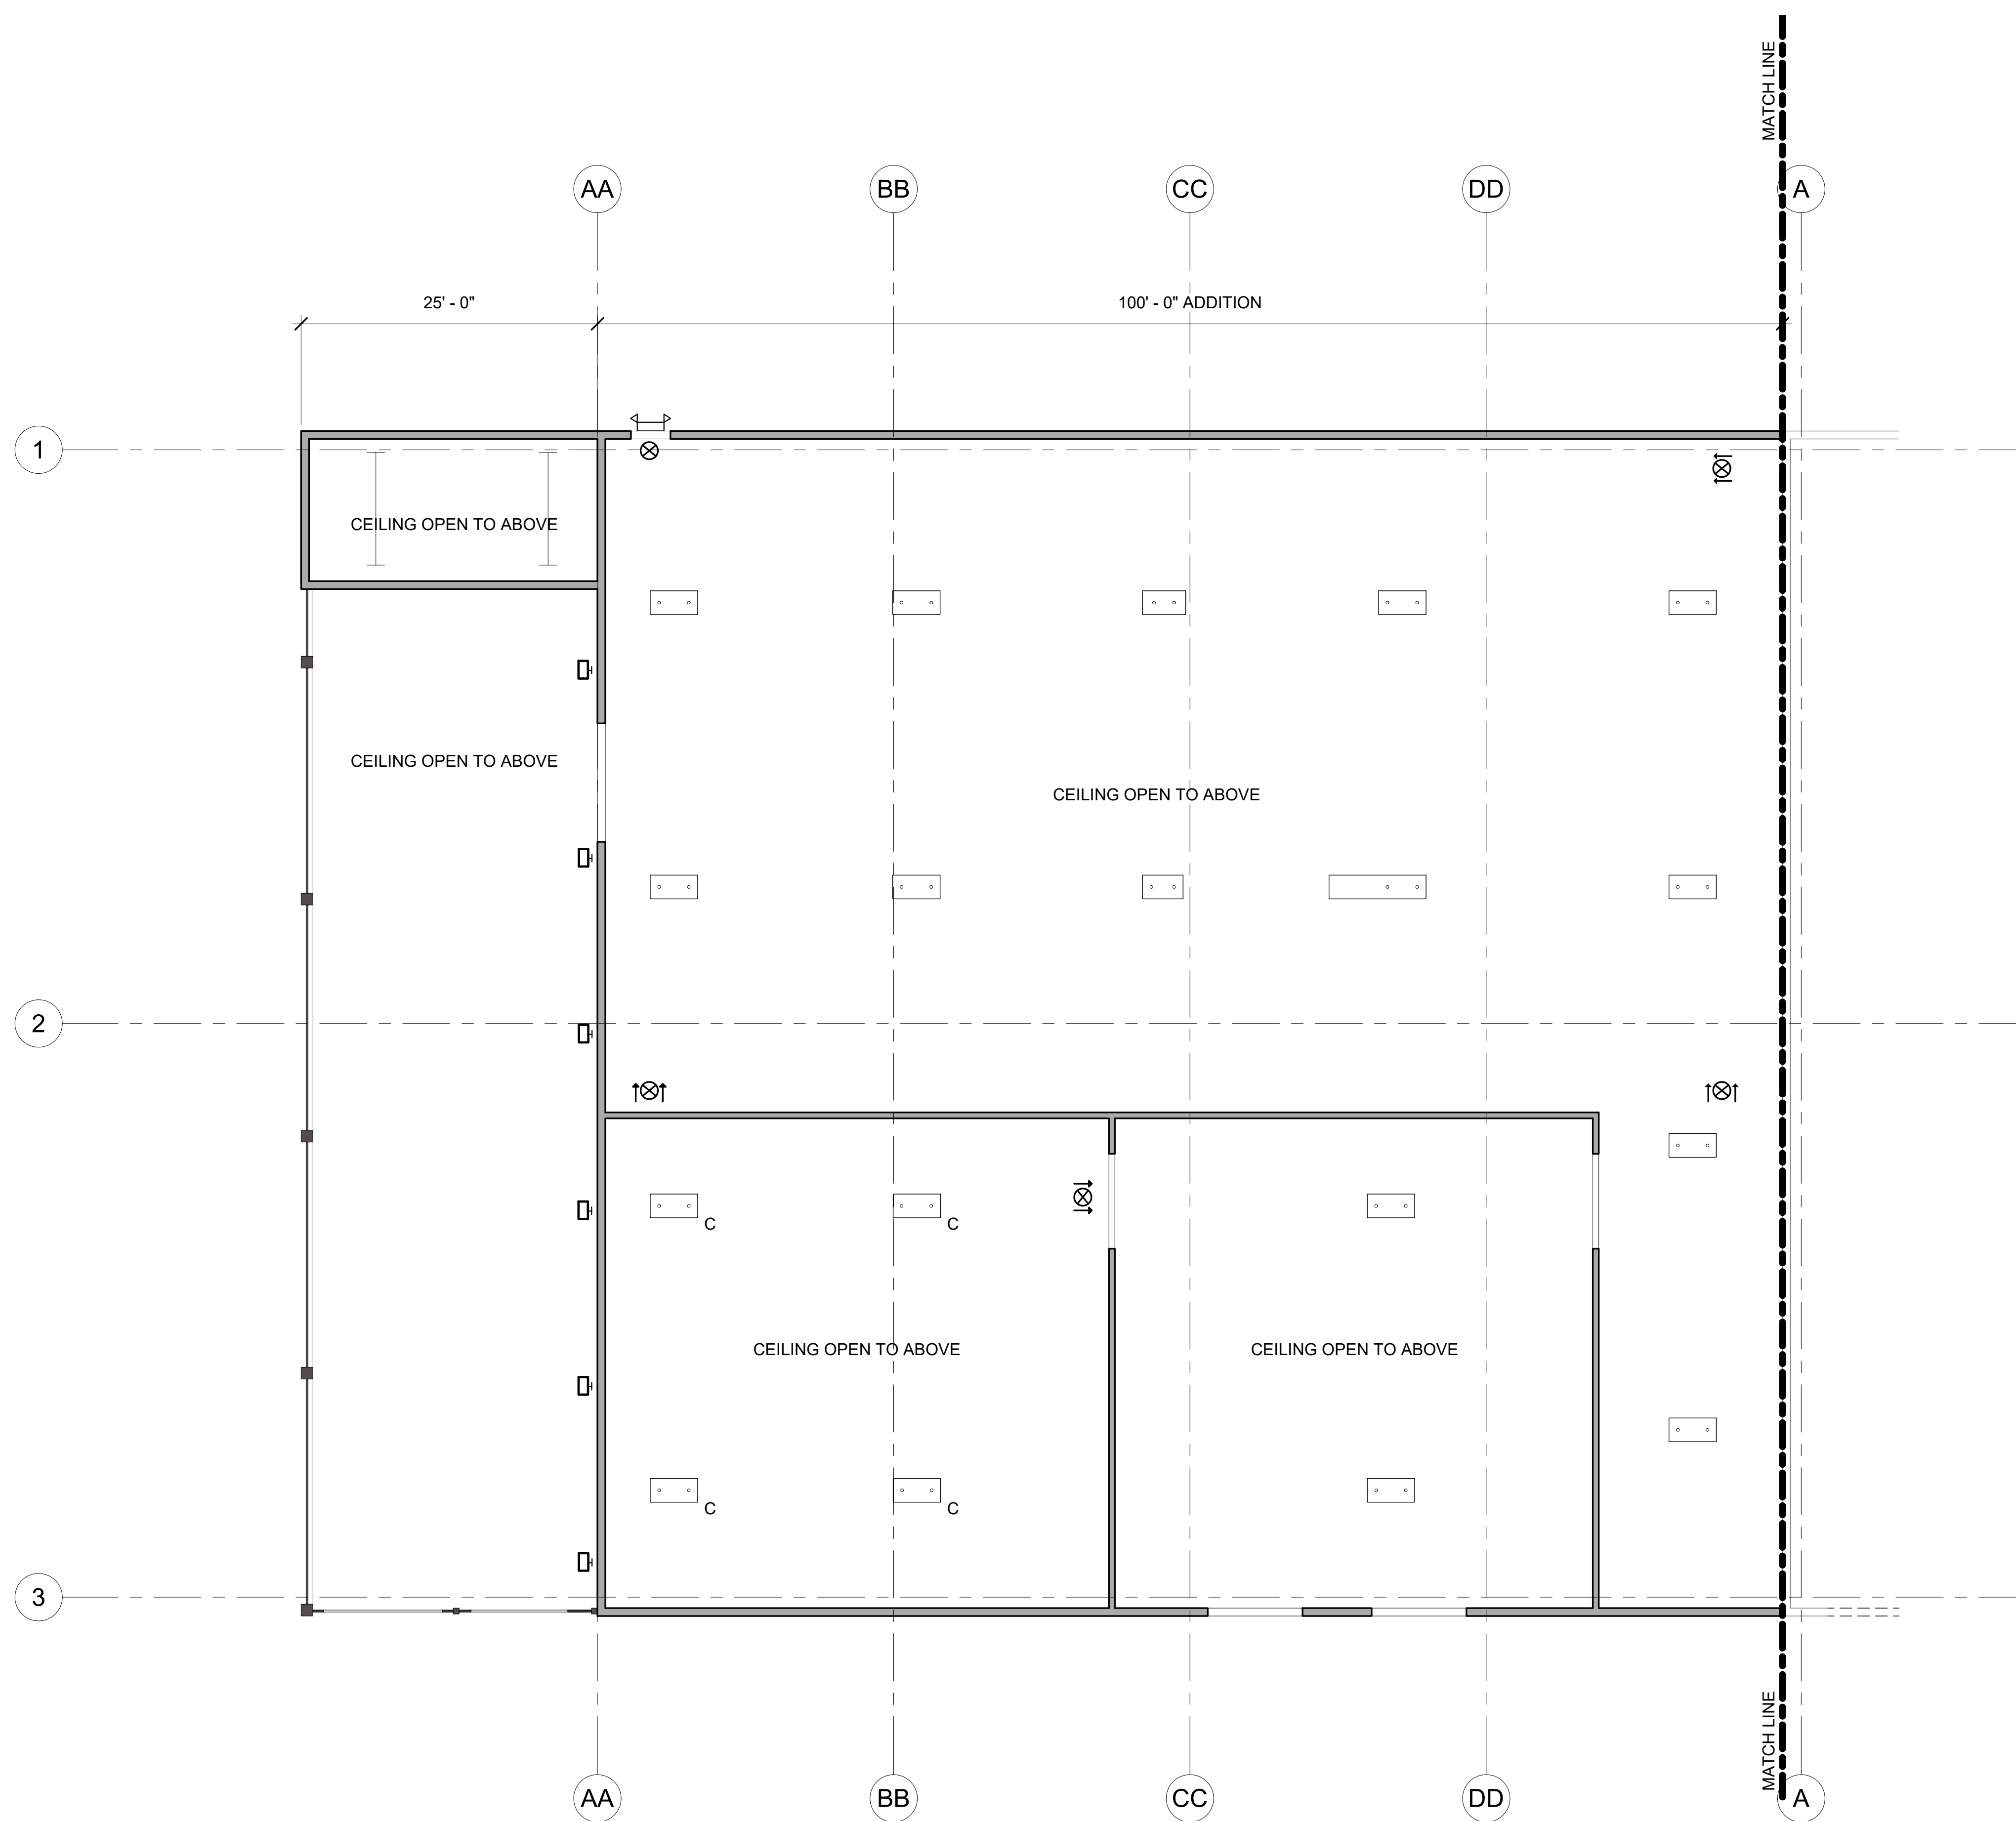 MATCH LINE
AA BB CC DD A
25' - 0" 100' - 0" ADDITION
1
CEILING OPEN TO ABOVE
CEILING OPEN TO ABOVE
CEILING OPEN TO ABOVE
2
C C
CEILING OPEN TO ABOVE CEILING OPEN TO ABOVE
C C
3
MATCH LINE
AA BB CC DD A